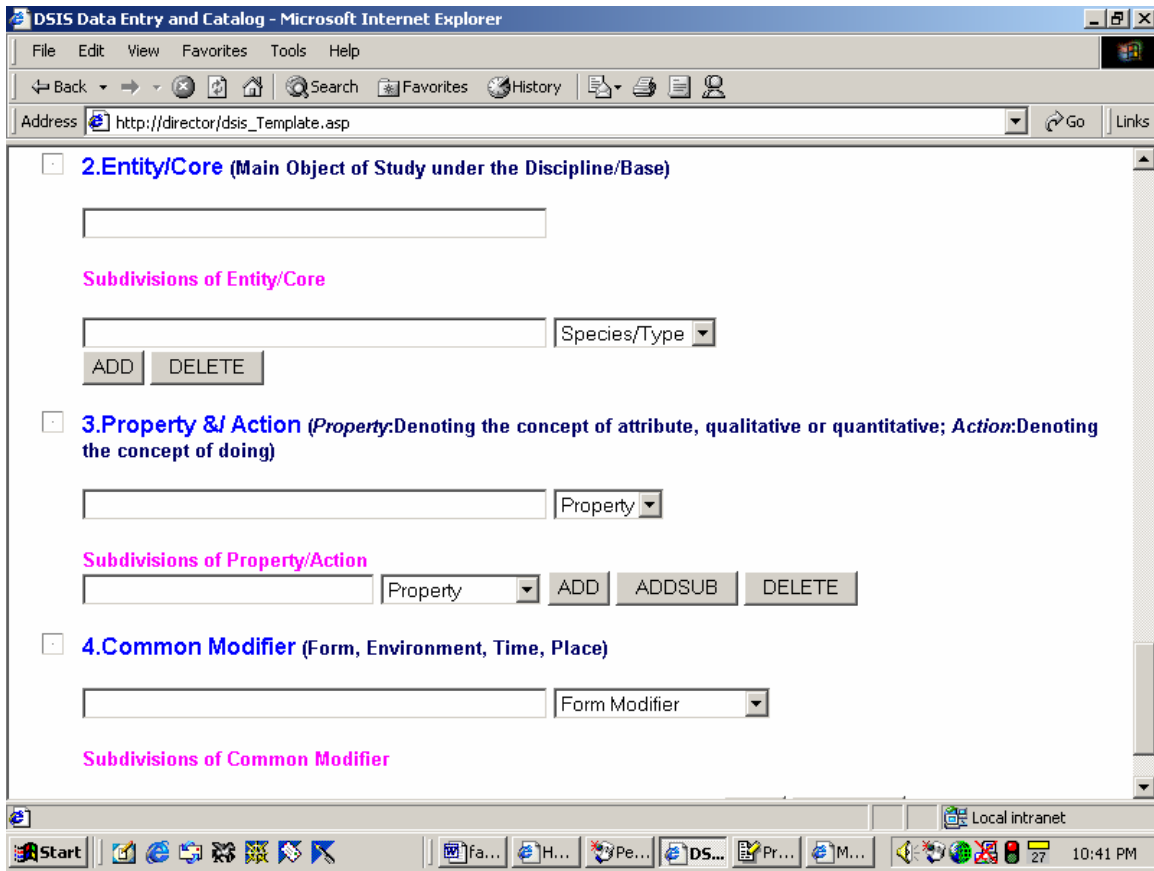 DSIS Data Entry and Catalog - Microsoft Internet Explorer
File Edit View Favorites Tools Help
Back Search Favorites History
Address http://director/dsis_Template.asp Go Links
2.Entity/Core (Main Object of Study under the Discipline/Base)
Subdivisions of Entity/Core
Species/Type
ADD DELETE
3.Property &/ Action (Property:Denoting the concept of attribute, qualitative or quantitative; Action:Denoting
the concept of doing)
Property
Subdivisions of Property/Action
Property ADD ADDSUB DELETE
4.Common Modifier (Form, Environment, Time, Place)
Form Modifier
Subdivisions of Common Modifier
Local intranet
Start fa... H... Pe... DS... Pr... M... 27 10:41 PM